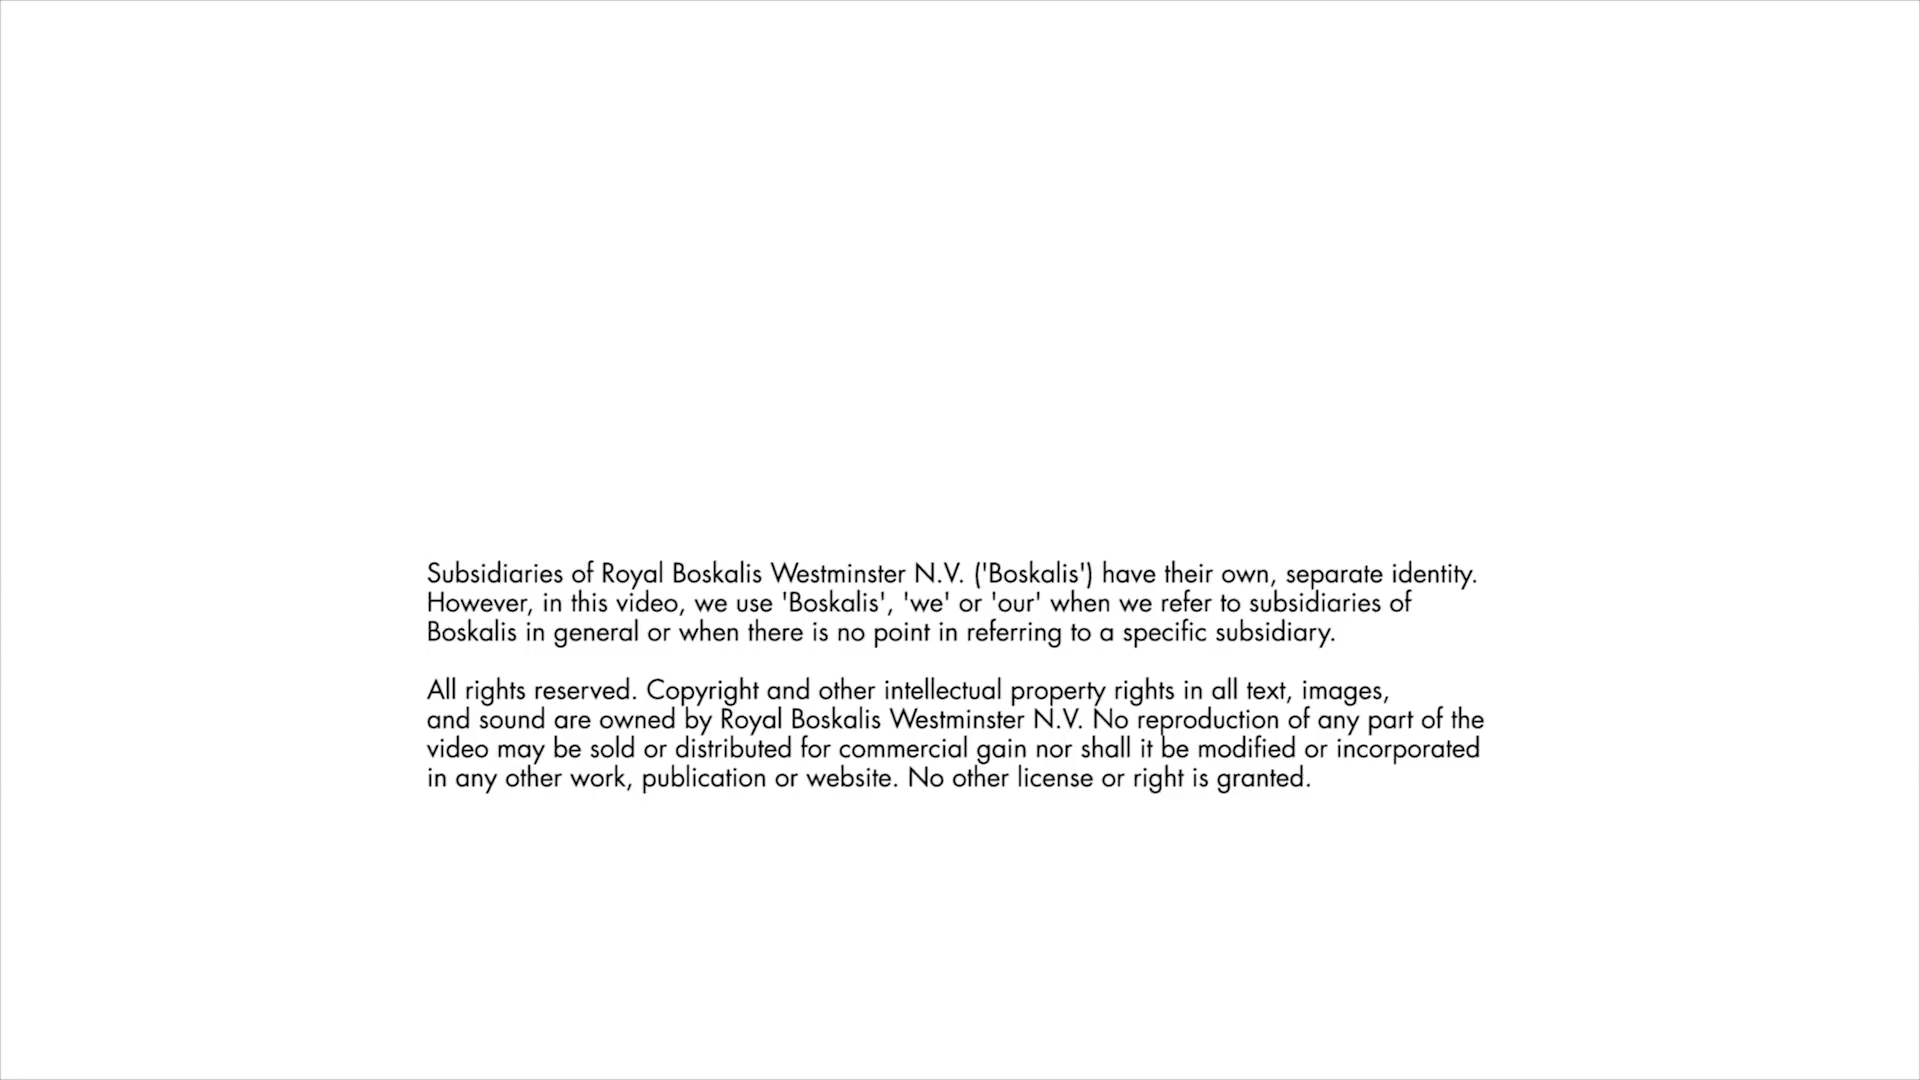 Subsidiaries of Royal Boskalis Westminster N.V. ('Boskalis') have their own, separate identity.
However, in this video, we use 'Boskalis', 'we' or 'our' when we refer to subsidiaries of
Boskalis in general or when there is no point in referring to a specific subsidiary.
All rights reserved. Copyright and other intellectual property rights in all text, images,
and sound are owned by Royal Boskalis Westminster N.V. No reproduction of any part of the
video may be sold or distributed for commercial gain nor shall it be modified or incorporated
in any other work, publication or website. No other license or right is granted.